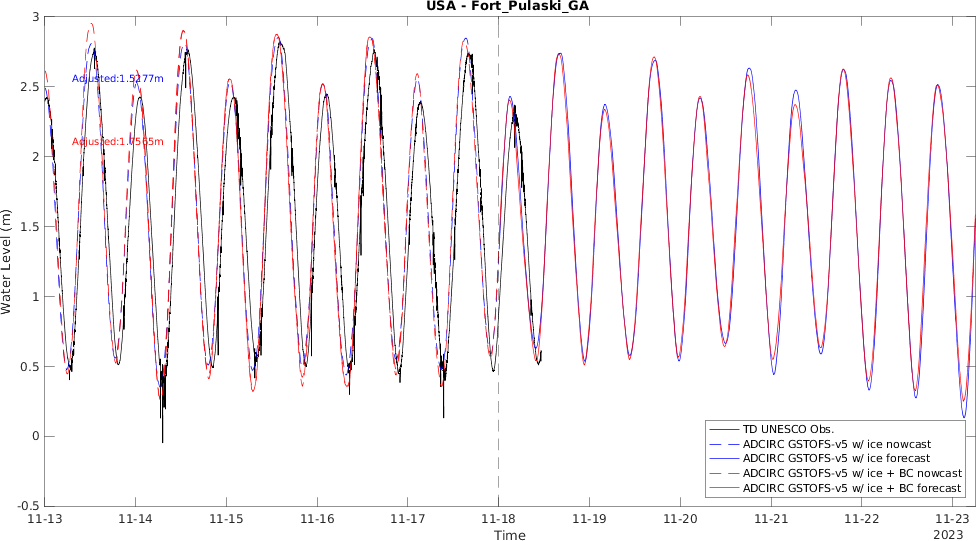 USA - Fort_Pulaski_GA
3
2.5
2
1.5
1
0.5
0
-0.5
Water Level (m)
Adjusted:1.5277m
Adjusted:1.7565m
TD UNESCO Obs.
ADCIRC GSTOFS-v5 w/ ice nowcast
ADCIRC GSTOFS-v5 w/ ice forecast
ADCIRC GSTOFS-v5 w/ ice + BC nowcast
ADCIRC GSTOFS-v5 w/ ice + BC forecast
11-13 11-14 11-15 11-16 11-17 11-18 11-19 11-20 11-21 11-22 11-23
Time
2023